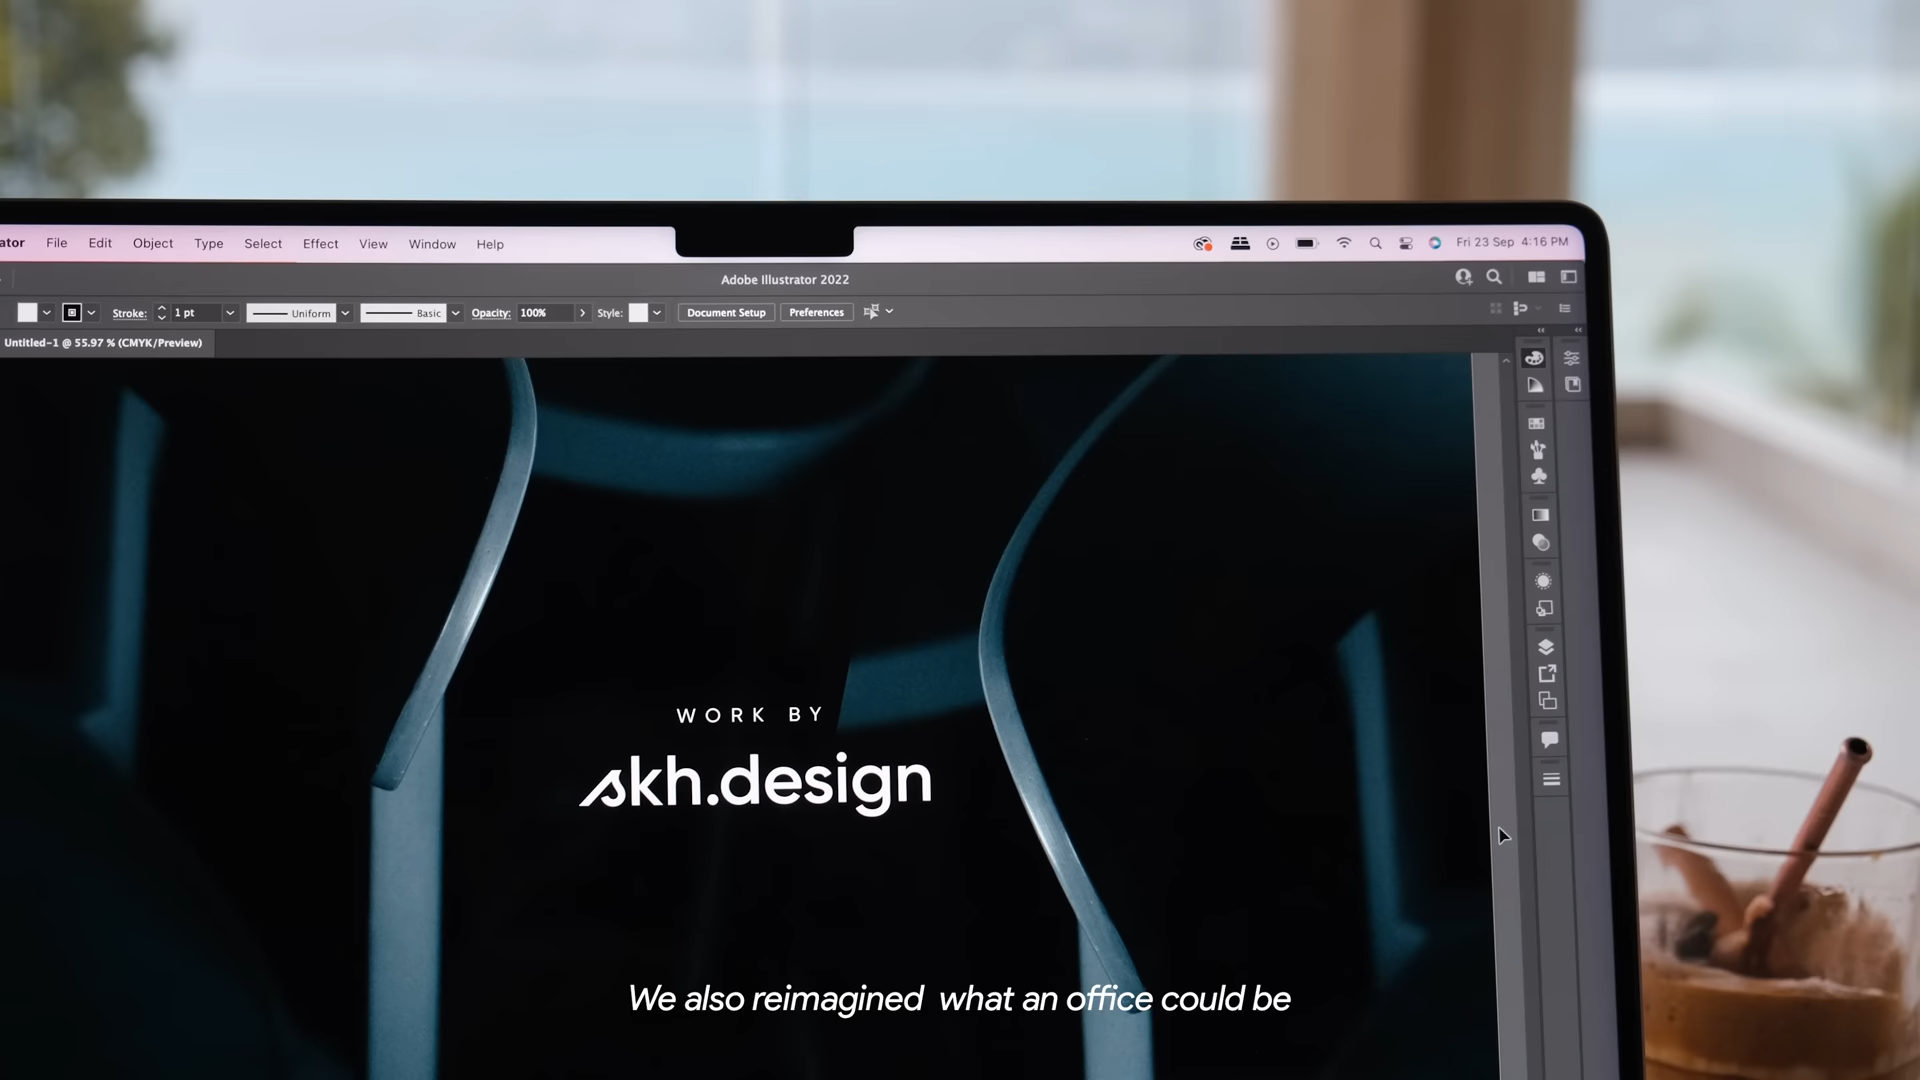 ator File Edit Object Type Select Effect View Window Help Fri 23 Sep 4:16 PM
Adobe Illustrator 2022
Stroke: 1 pt Uniform Basic Opacity: 100% Style: Document Setup Preferences
Untitled-1 @ 55.97 % (CMYK/Preview)
WORK BY
skh.design
We also reimagined what an office could be